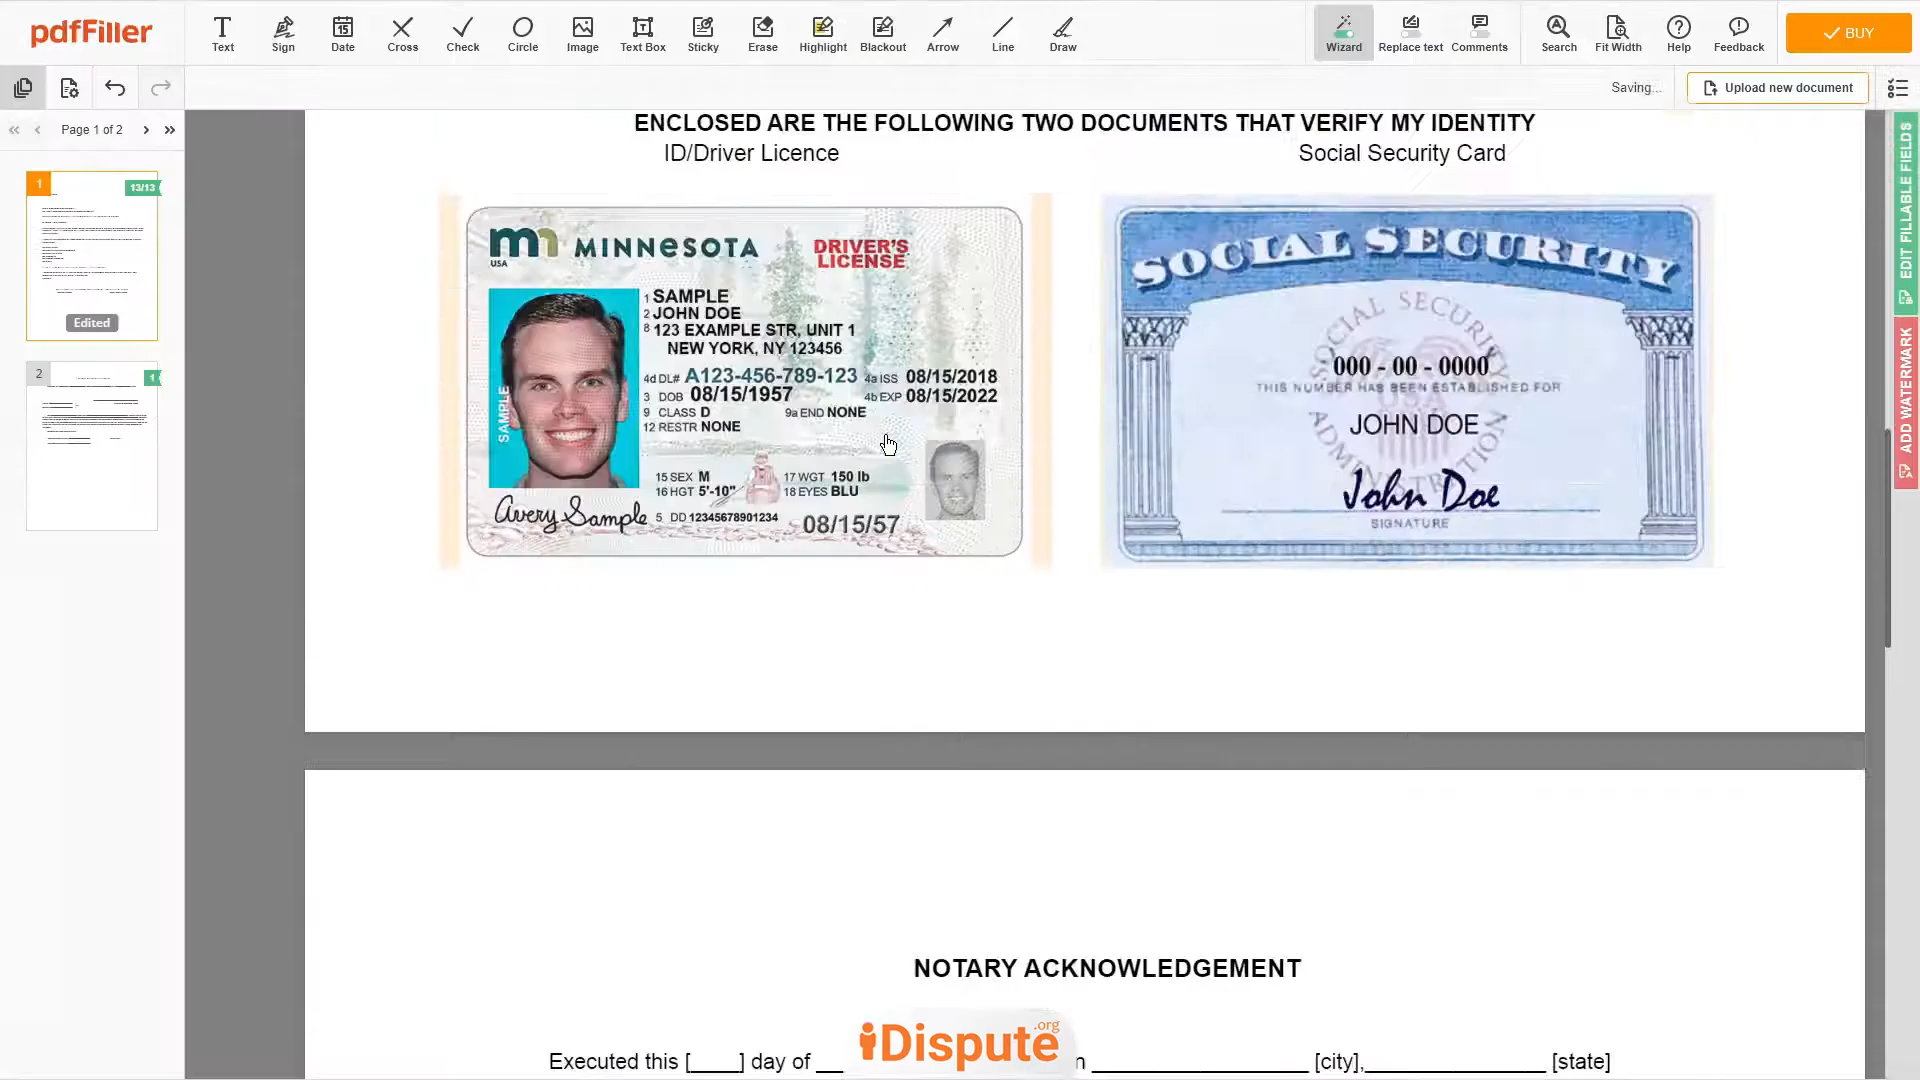 pdfFiller
Text
Sign
15
Date
Cross
Check
Circle
Image
Text Box
Sticky
Erase
Highlight
Blackout
Arrow
Line
Draw
Wizard
Replace text
Comments
Search
Fit Width
Help
Feedback
BUY
Saving...
Upload new document
Page 1 of 2
1
13/13
Edited
2
1
ENCLOSED ARE THE FOLLOWING TWO DOCUMENTS THAT VERIFY MY IDENTITY
ID/Driver Licence
Social Security Card
mn MINNESOTA
USA
DRIVER'S
LICENSE
1 SAMPLE
2 JOHN DOE
8 123 EXAMPLE STR, UNIT 1
NEW YORK, NY 123456
4d DL# A123-456-789-123 4a ISS 08/15/2018
3 DOB 08/15/1957 4b EXP 08/15/2022
9 CLASS D 9a END NONE
12 RESTR NONE
SAMPLE
15 SEX M 17 WGT 150 lb
16 HGT 5'-10" 18 EYES BLU
Avery Sample
5 DD 12345678901234 08/15/57
SOCIAL SECURITY
SOCIAL SECURITY
ADMINISTRATION
USA
000 - 00 - 0000
THIS NUMBER HAS BEEN ESTABLISHED FOR
JOHN DOE
John Doe
SIGNATURE
EDIT FILLABLE FIELDS
ADD WATERMARK
NOTARY ACKNOWLEDGEMENT
iDispute.org
Executed this [____] day of __ n __________________ [city],_______________ [state]